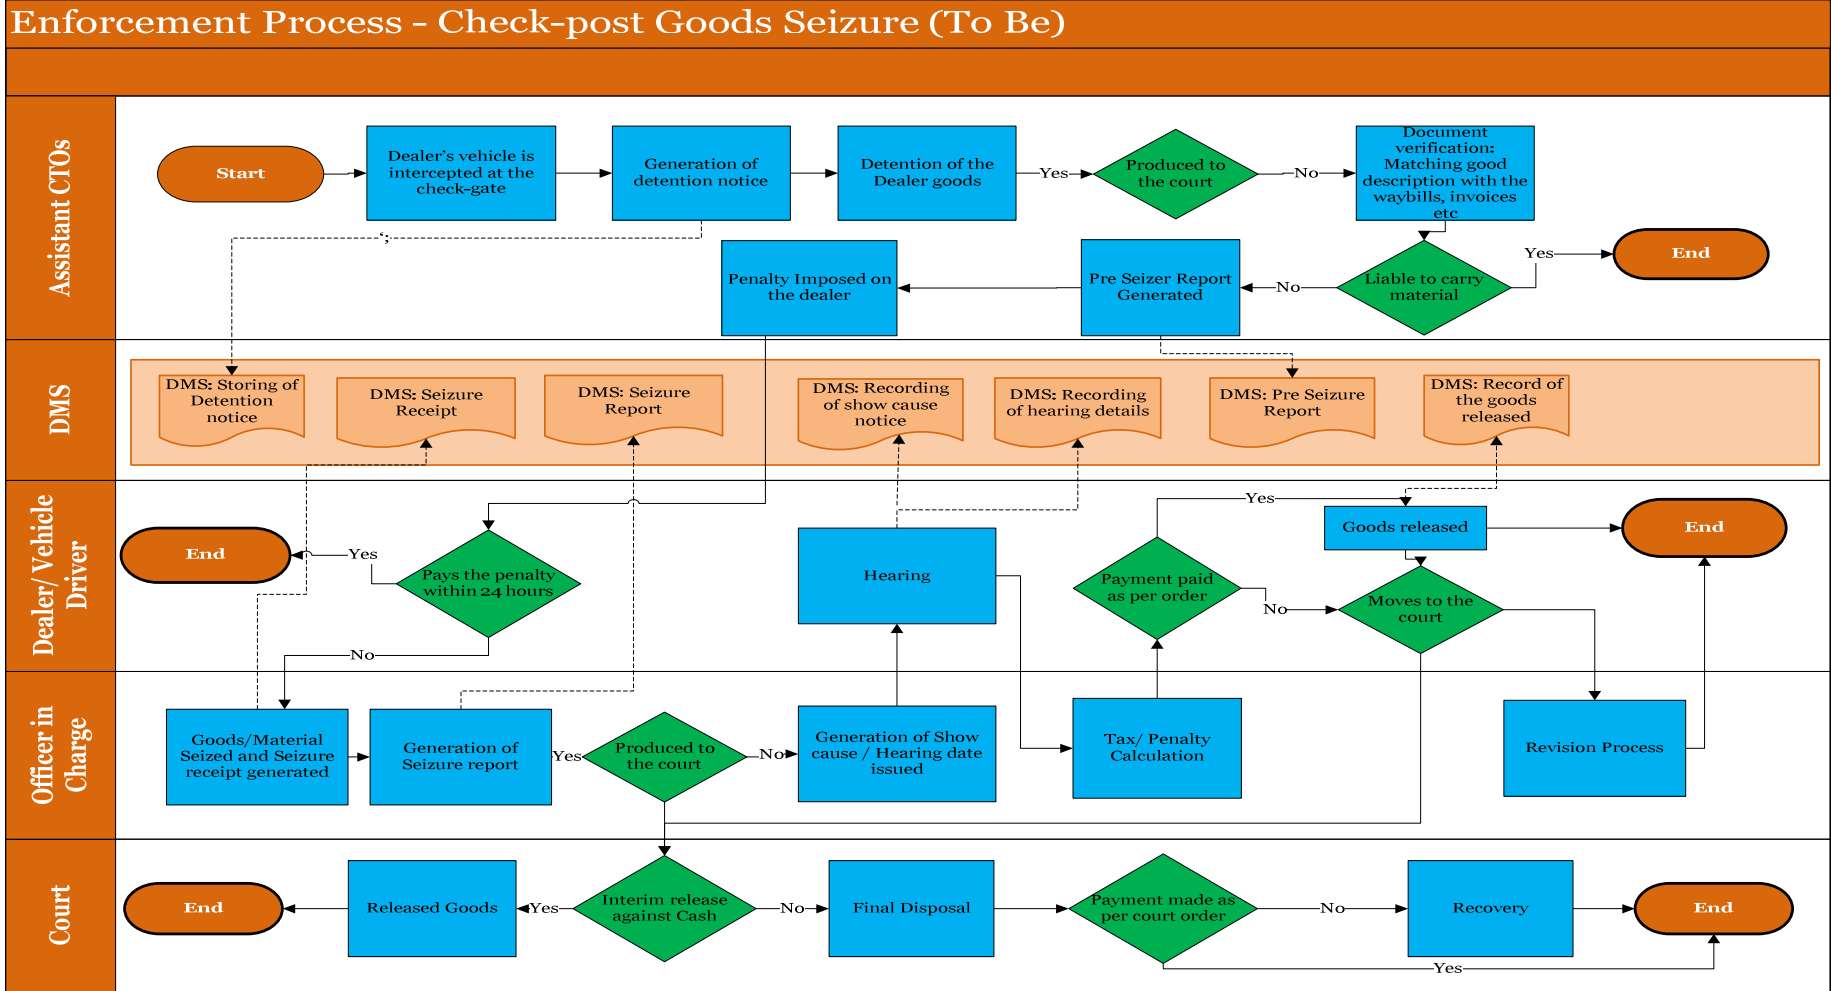 Enforcement Process - Check-post Goods Seizure (To Be)
Assistant CTOs
Start
Dealer's vehicle is
intercepted at the
check-gate
Generation of
detention notice
Detention of the
Dealer goods
Yes
Produced to
the court
No
Document
verification:
Matching good
description with the
waybills, invoices
etc
Penalty Imposed on
the dealer
Pre Seizer Report
Generated
No
Liable to carry
material
Yes
End
DMS
DMS: Storing of
Detention
notice
DMS: Seizure
Receipt
DMS: Seizure
Report
DMS: Recording
of show cause
notice
DMS: Recording
of hearing details
DMS: Pre Seizure
Report
DMS: Record of
the goods
released
Dealer/ Vehicle
Driver
End
Yes
Pays the penalty
within 24 hours
No
Hearing
Payment paid
as per order
Yes
No
Goods released
Moves to the
court
End
Officer in
Charge
Goods/Material
Seized and Seizure
receipt generated
Generation of
Seizure report
Yes
Produced to
the court
No
Generation of Show
cause / Hearing date
issued
Tax/ Penalty
Calculation
Revision Process
Court
End
Released Goods
Yes
Interim release
against Cash
No
Final Disposal
Payment made as
per court order
No
Recovery
End
Yes